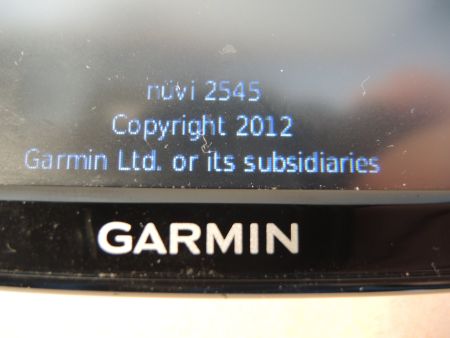 nüvi 2545
Copyright 2012
Garmin Ltd. or its subsidiaries
GARMIN